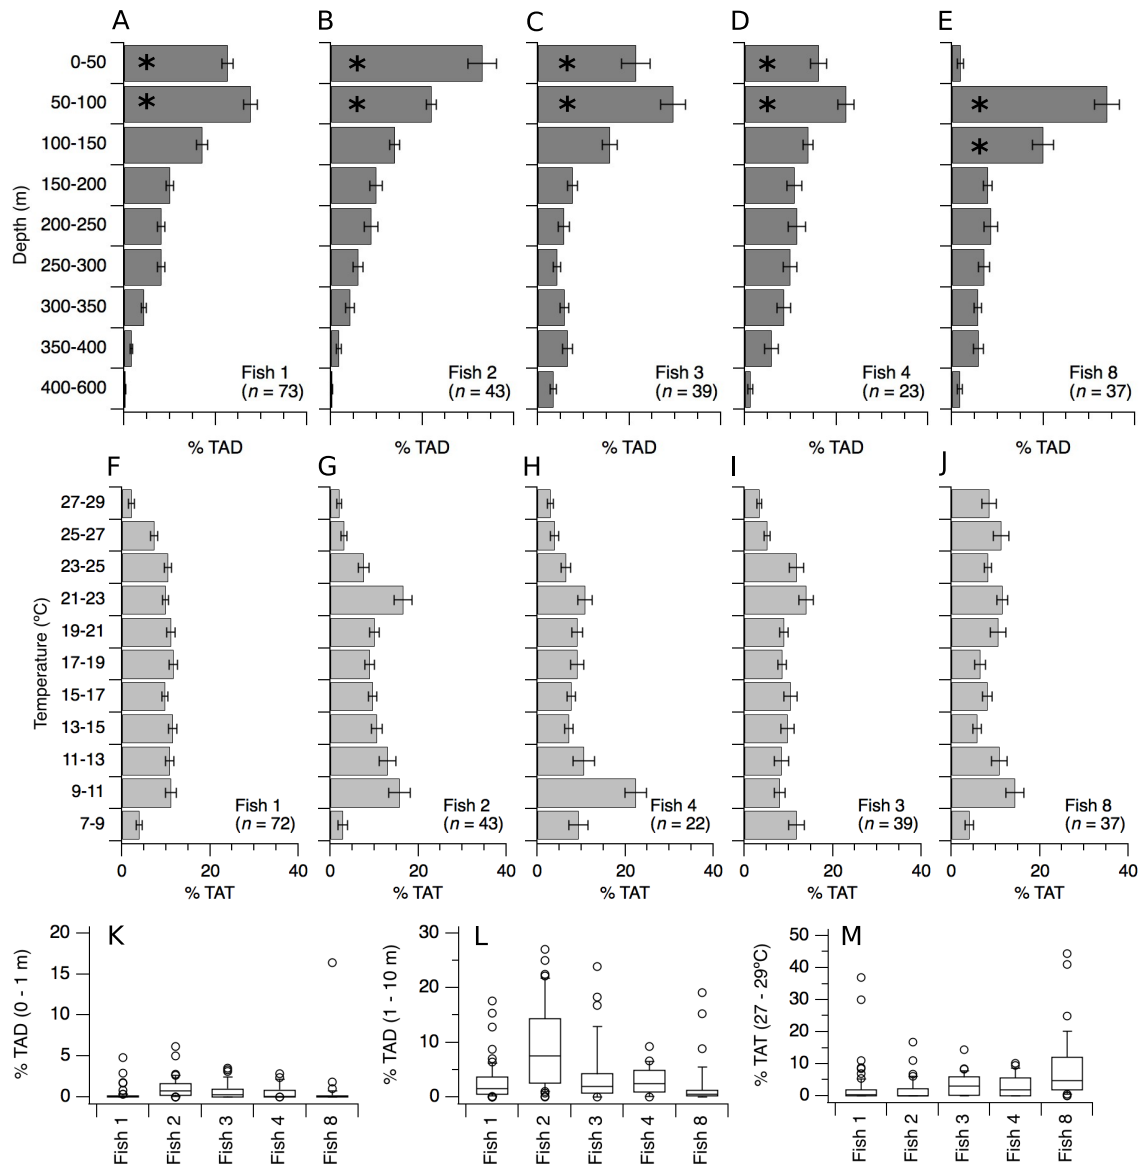 A B C D E
0-50
50-100
100-150
150-200
200-250
250-300
300-350
350-400
400-600
Depth (m)
* * * * *
* * * * *
*
Fish 1
(n = 73)
Fish 2
(n = 43)
Fish 3
(n = 39)
Fish 4
(n = 23)
Fish 8
(n = 37)
% TAD % TAD % TAD % TAD % TAD
F G H I J
27-29
25-27
23-25
21-23
19-21
17-19
15-17
13-15
11-13
9-11
7-9
Temperature (ºC)
Fish 1
(n = 72)
Fish 2
(n = 43)
Fish 4
(n = 22)
Fish 3
(n = 39)
Fish 8
(n = 37)
0 20 40 0 20 40 0 20 40 0 20 40 0 20 40
% TAT % TAT % TAT % TAT % TAT
K
% TAD (0 - 1 m)
20
15
10
5
0
Fish 1
Fish 2
Fish 3
Fish 4
Fish 8
L
% TAD (1 - 10 m)
30
20
10
0
Fish 1
Fish 2
Fish 3
Fish 4
Fish 8
M
% TAT (27 - 29ºC)
50
40
30
20
10
0
Fish 1
Fish 2
Fish 3
Fish 4
Fish 8